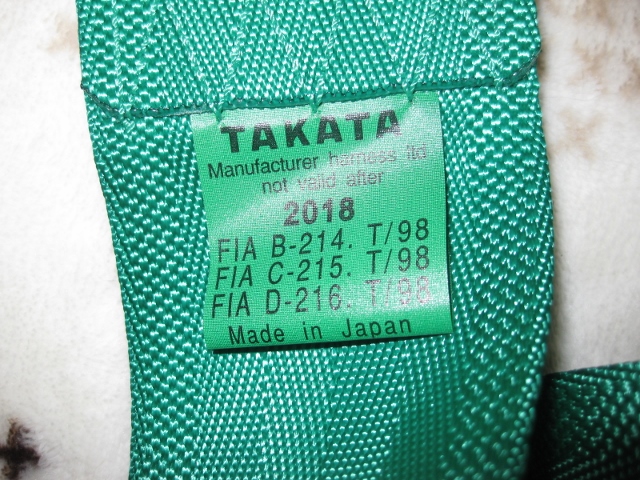 TAKATA
Manufacturer harness ltd
not valid after
2018
FIA B-214. T/98
FIA C-215. T/98
FIA D-216. T/98
Made in Japan